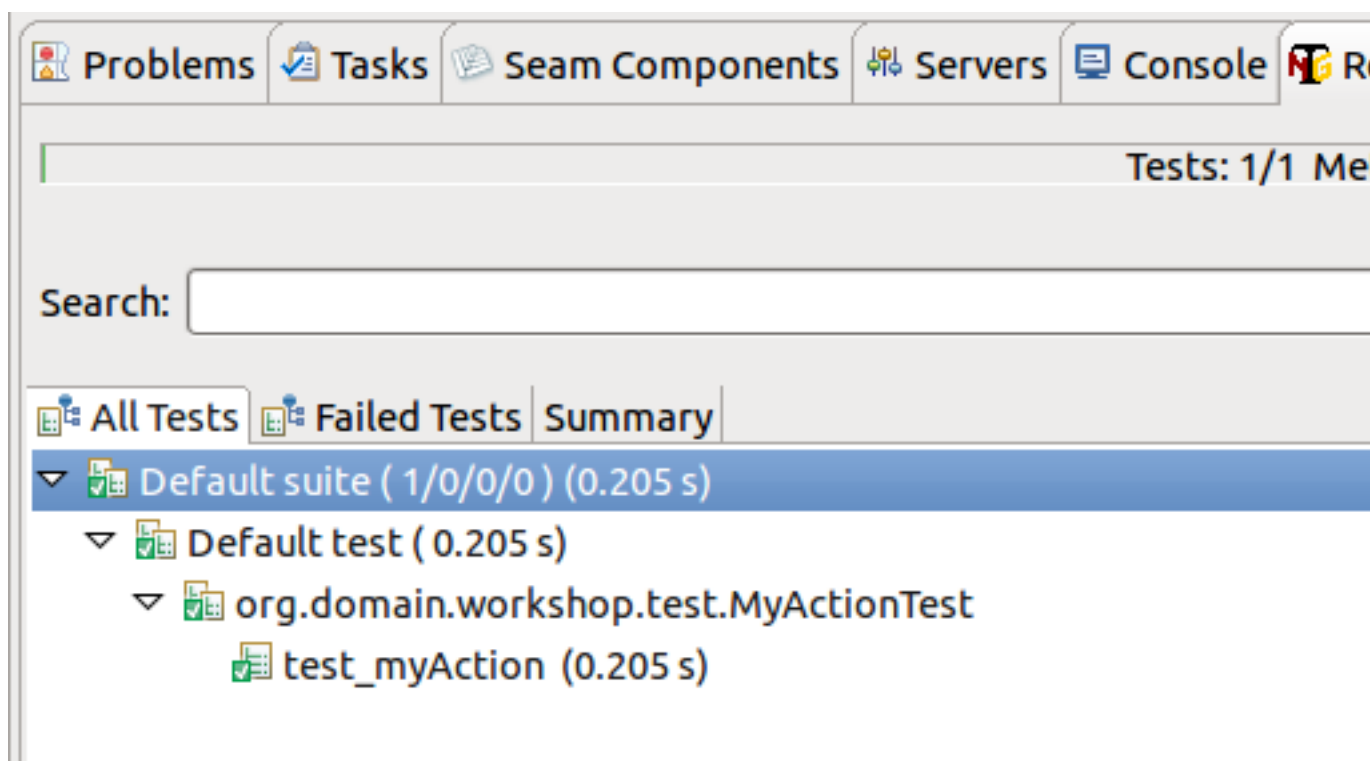 Problems Tasks Seam Components Servers Console
Tests: 1/1
Search:
All Tests Failed Tests Summary
Default suite ( 1/0/0/0 ) (0.205 s)
Default test ( 0.205 s)
org.domain.workshop.test.MyActionTest
test_myAction (0.205 s)